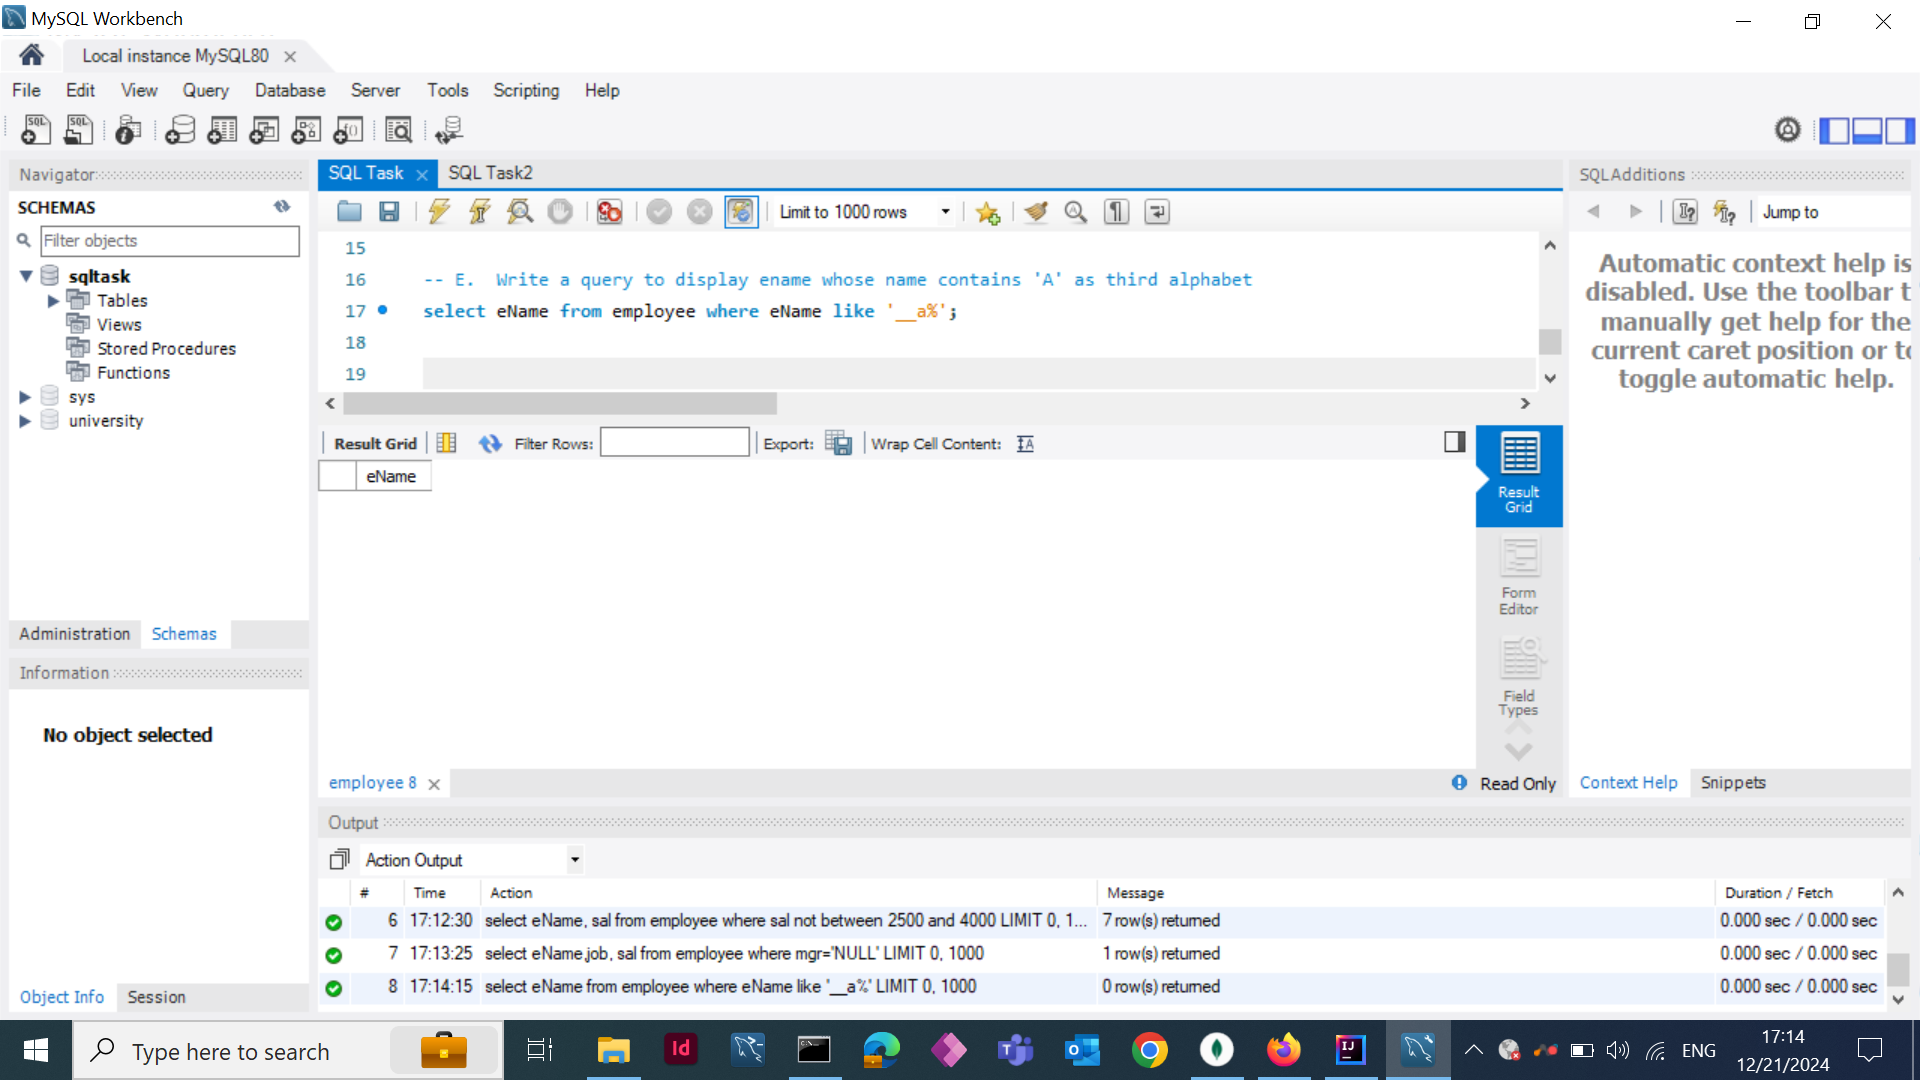 MySQL Workbench
Local instance MySQL80
File Edit View Query Database Server Tools Scripting Help
Navigator
SCHEMAS
Filter objects
sqltask
Tables
Views
Stored Procedures
Functions
sys
university
Administration Schemas
Information
No object selected
Object Info Session
SQL Task SQL Task2
Limit to 1000 rows
15
16 -- E. Write a query to display ename whose name contains 'A' as third alphabet
17 select eName from employee where eName like '__a%';
18
19
Result Grid Filter Rows: Export: Wrap Cell Content:
eName
Result Grid
Form Editor
Field Types
employee 8
Read Only
SQLAdditions
Jump to
Automatic context help is
disabled. Use the toolbar t
manually get help for the
current caret position or to
toggle automatic help.
Context Help Snippets
Output
Action Output
# Time Action Message Duration / Fetch
6 17:12:30 select eName, sal from employee where sal not between 2500 and 4000 LIMIT 0, 1... 7 row(s) returned 0.000 sec / 0.000 sec
7 17:13:25 select eName,job, sal from employee where mgr='NULL' LIMIT 0, 1000 1 row(s) returned 0.000 sec / 0.000 sec
8 17:14:15 select eName from employee where eName like '__a%' LIMIT 0, 1000 0 row(s) returned 0.000 sec / 0.000 sec
Type here to search
ENG
17:14
12/21/2024